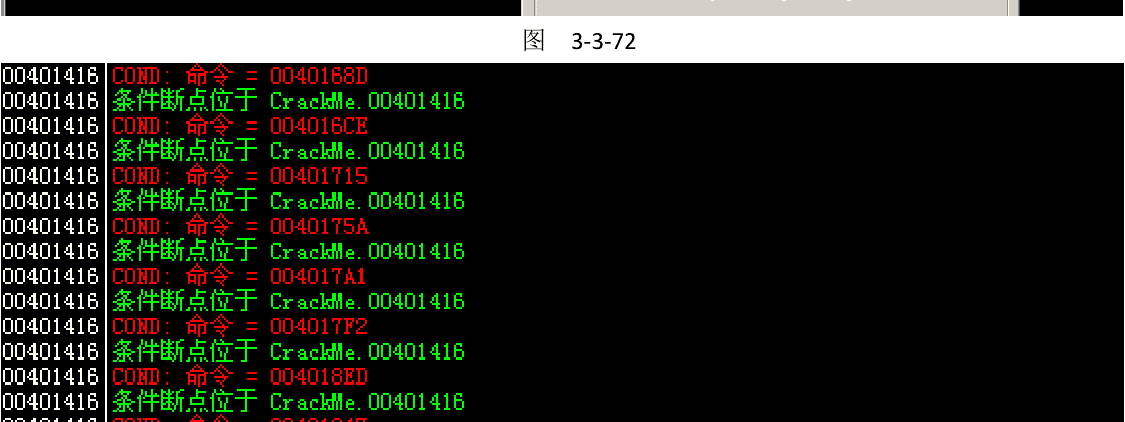 图 3-3-72
00401416 COND: 命令 = 0040168D
00401416 条件断点位于 CrackMe.00401416
00401416 COND: 命令 = 004016CE
00401416 条件断点位于 CrackMe.00401416
00401416 COND: 命令 = 00401715
00401416 条件断点位于 CrackMe.00401416
00401416 COND: 命令 = 0040175A
00401416 条件断点位于 CrackMe.00401416
00401416 COND: 命令 = 004017A1
00401416 条件断点位于 CrackMe.00401416
00401416 COND: 命令 = 004017F2
00401416 条件断点位于 CrackMe.00401416
00401416 COND: 命令 = 004018ED
00401416 条件断点位于 CrackMe.00401416